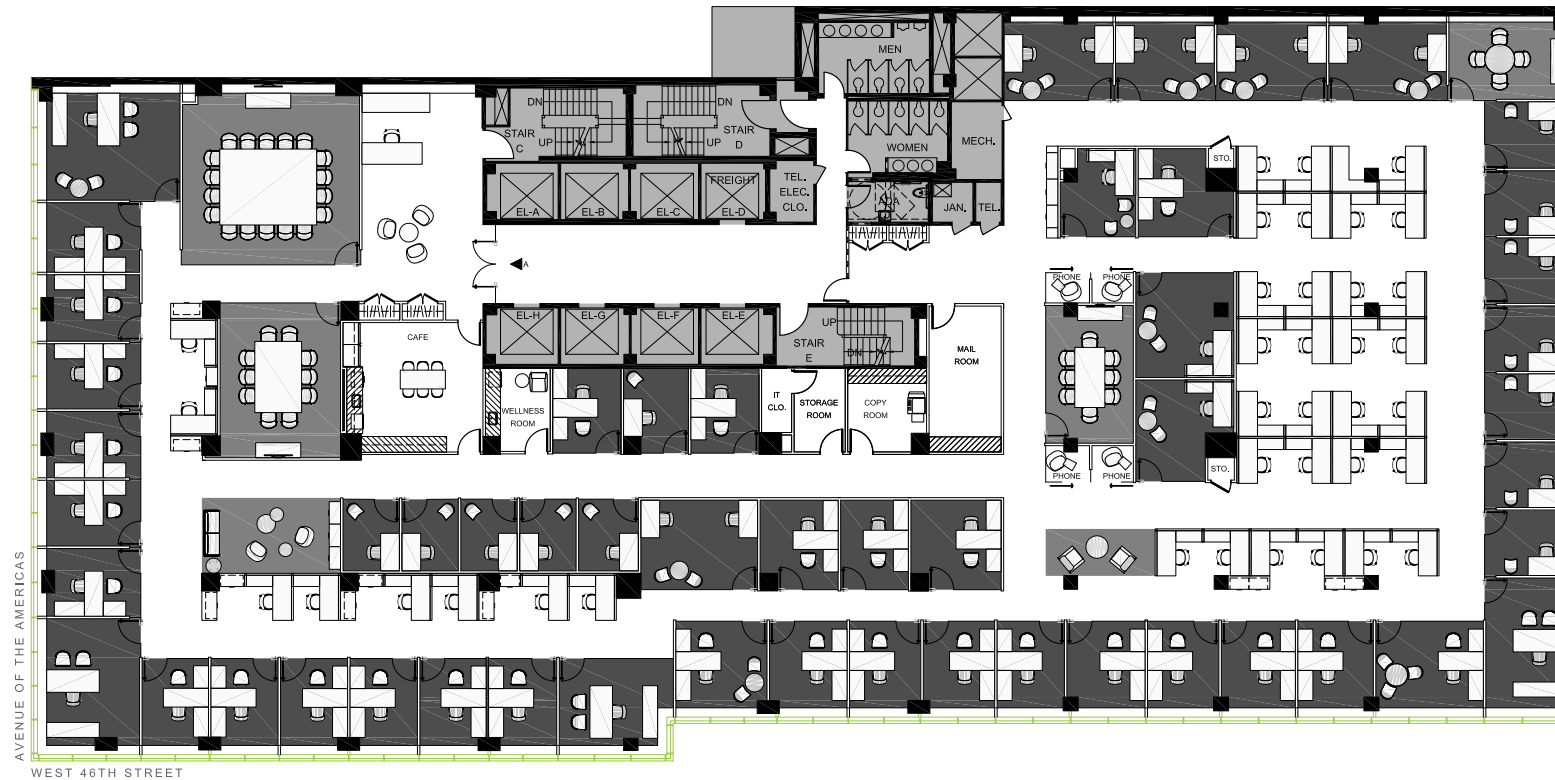 MEN
WOMEN
MECH.
DN
STAIR
C
UP
DN
STAIR
D
UP
EL-A
EL-B
EL-C
FREIGHT
EL-D
TEL.
ELEC.
CLO.
ADA
JAN.
TEL.
STO.
A
PHONE
PHONE
EL-H
EL-G
EL-F
EL-E
UP
STAIR
E
DN
CAFE
MAIL
ROOM
WELLNESS
ROOM
IT
CLO.
STORAGE
ROOM
COPY
ROOM
STO.
PHONE
PHONE
AVENUE OF THE AMERICAS
WEST 46TH STREET